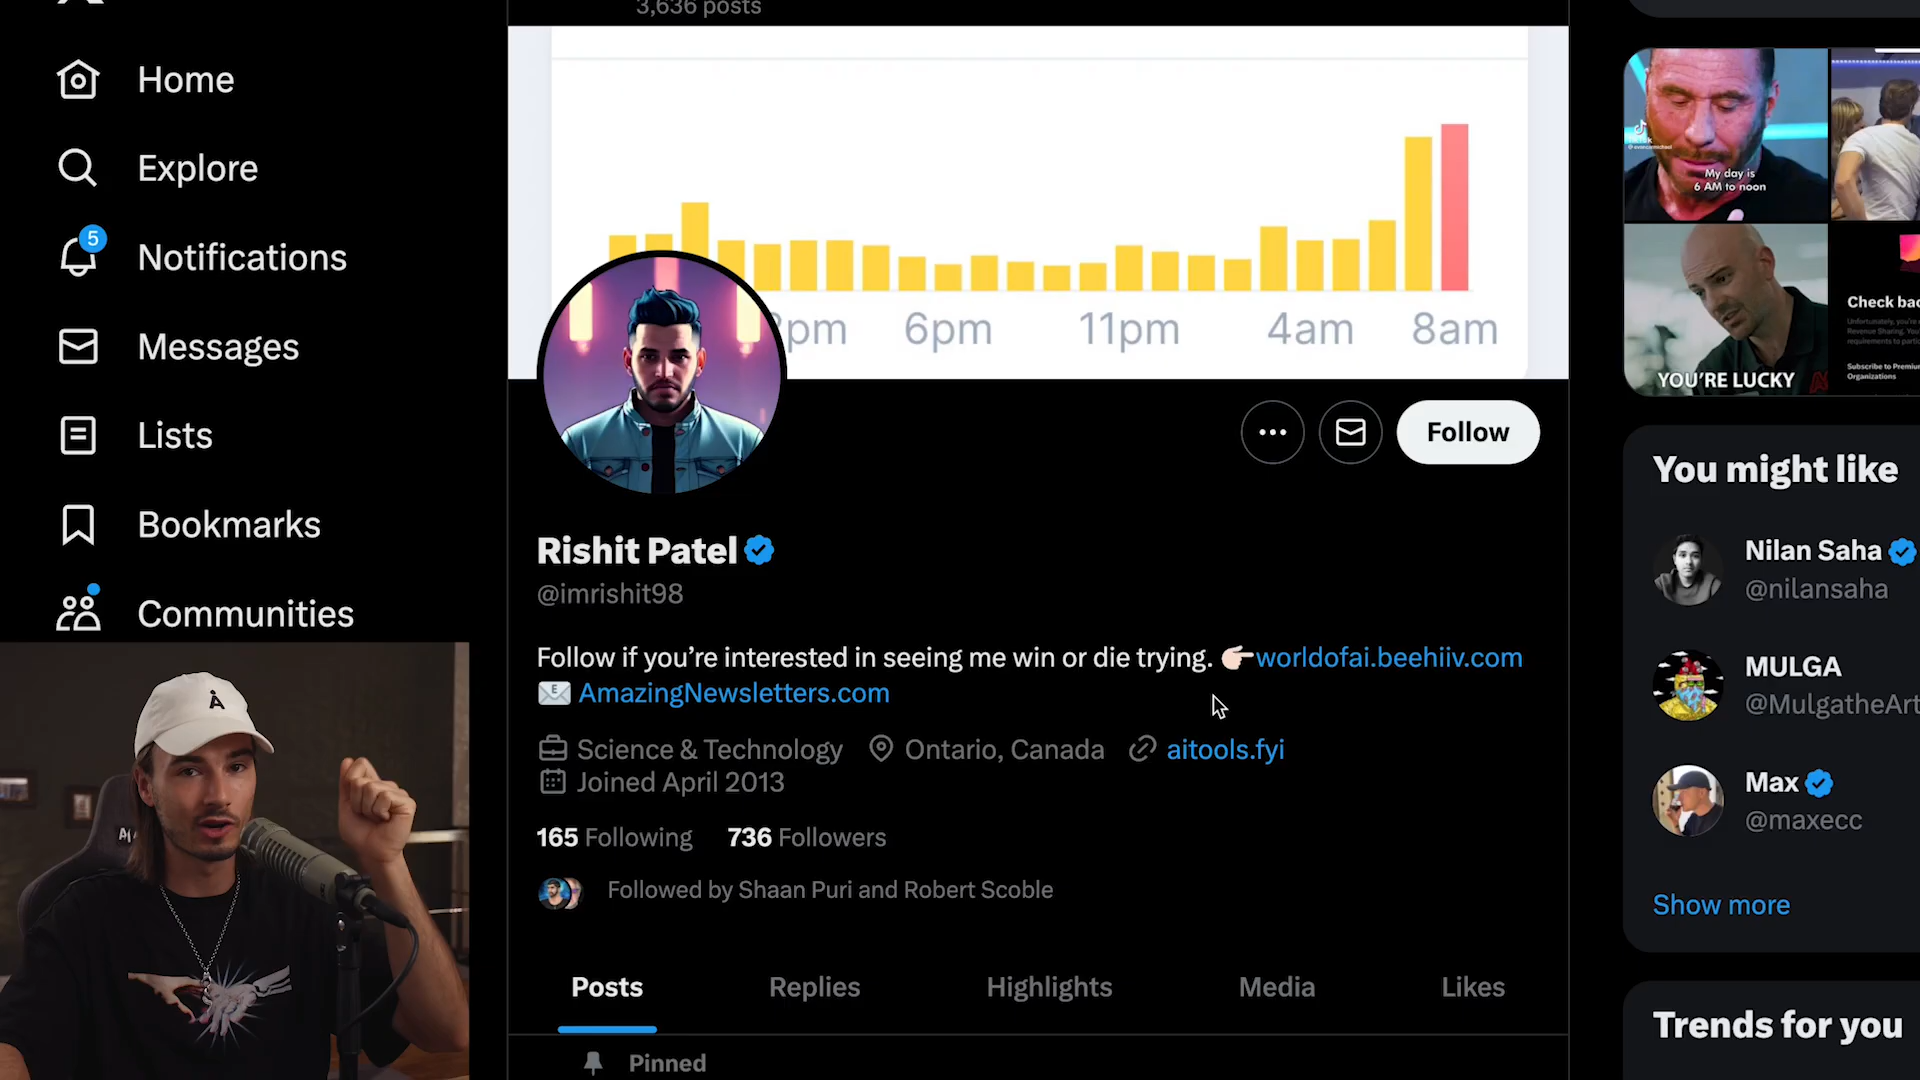 3,636 posts
Home
Explore
5
Notifications
Messages
Lists
Bookmarks
Communities
pm
6pm
11pm
4am
8am
Follow
Rishit Patel
@imrishit98
Follow if you're interested in seeing me win or die trying. worldofai.beehiiv.com
AmazingNewsletters.com
Science & Technology
Ontario, Canada
aitools.fyi
Joined April 2013
165 Following
736 Followers
Followed by Shaan Puri and Robert Scoble
Posts
Replies
Highlights
Media
Likes
Pinned
My day is
6 AM to noon
YOU'RE LUCKY
Check bac
Subscribe to Premium
Organizations
You might like
Nilan Saha
@nilansaha
MULGA
@MulgatheArt
Max
@maxecc
Show more
Trends for you